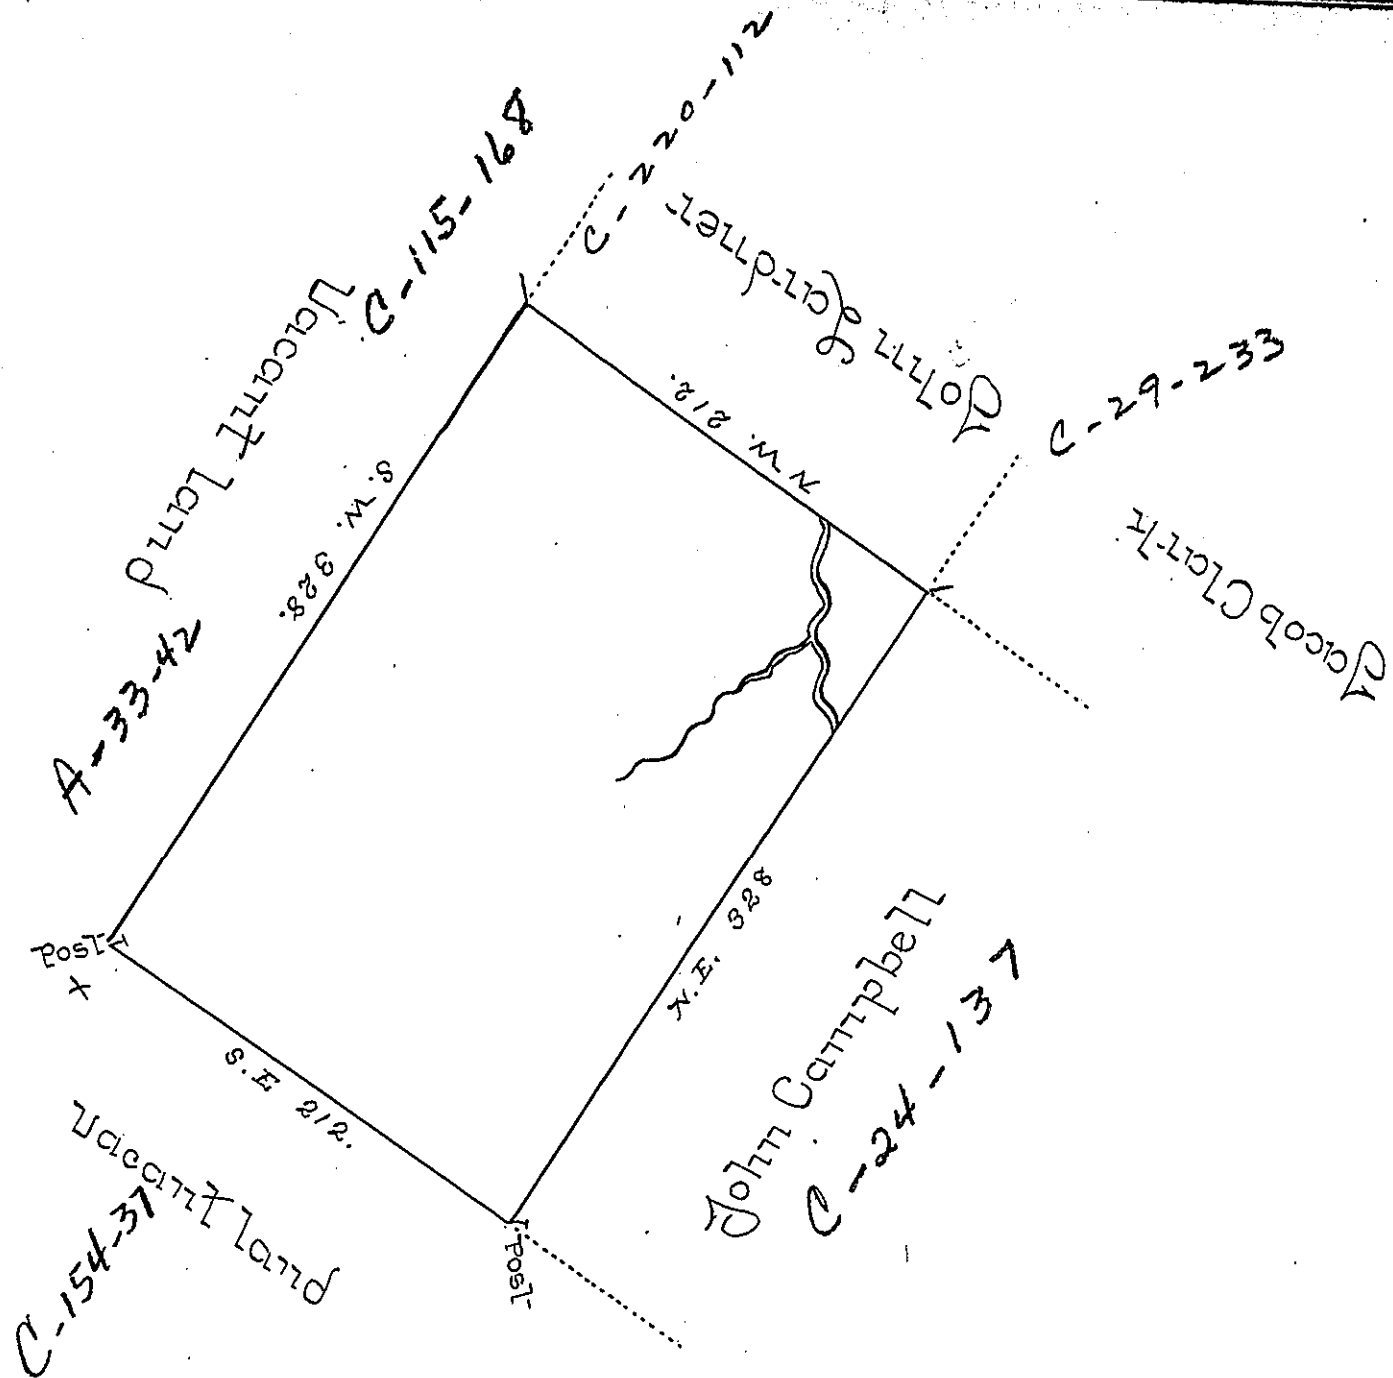 C-220-112
C-115-168
John Lardner
Vacant Land
C-29-233
N W. 212.
S. W. 328.
Jacob Clark
A-33-42
N.E. 328
Post
X
John Campbell
C-24-137
S.E 212.
Vacant land
C-154-37
Post